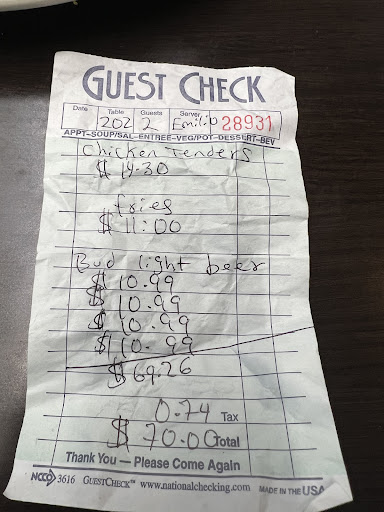 GUEST CHECK
Date Table Guests Server
202 2 Emilio 28931
APPT-SOUP/SAL-ENTREE-VEG/POT-DESSERT-BEV
Chicken Tenders
$ 14.30
fries
$ 11:00
Bud light beer
$ 10.99
$ 10.99
$ 10.99
$ 10.99
$ 69.26
0.74 Tax
$ 70.00 Total
Thank You — Please Come Again
NCCO 3616 GUESTCHECK™ www.nationalchecking.com MADE IN THE USA